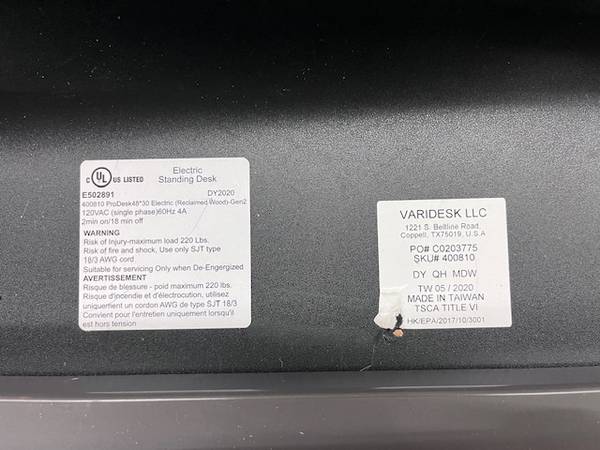 c UL US LISTED
Electric
Standing Desk
E502891 DY2020
400810 ProDesk48*30 Electric (Reclaimed Wood)-Gen2
120VAC (single phase)60Hz 4A
2min on/18 min off
WARNING
Risk of Injury-maximum load 220 Lbs.
Risk of fire and shock, Use only SJT type
18/3 AWG cord.
Suitable for servicing Only when De-Energized
AVERTISSEMENT
Risque de blessure - poid maximum 220 lbs.
Risque d'incendie et d'électrocution, utilisez
uniquertient un cordon AWG de type SJT 18/3
Convient pour l'entretien uniquement lorsqu'il
est hors tension
VARIDESK LLC
1221 S. Beltline Road,
Coppell, TX75019, U.S.A
PO# C0203775
SKU# 400810
DY QH MDW
TW 05 / 2020
MADE IN TAIWAN
TSCA TITLE VI
HK/EPA/2017/10/3001